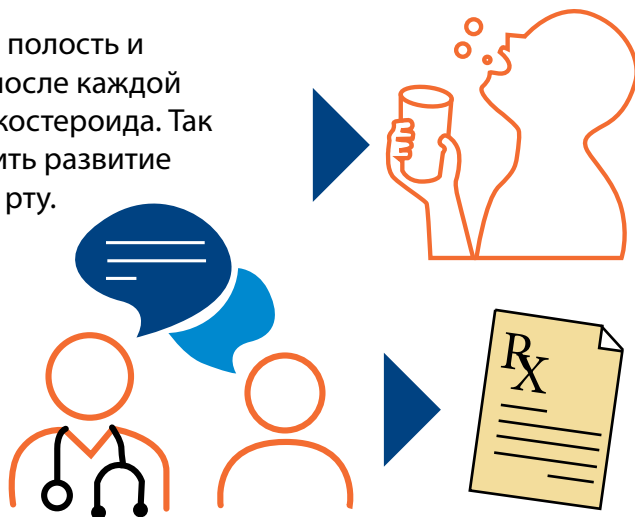 полость и
после каждой
костероида. Так
ить развитие
рту.
RX